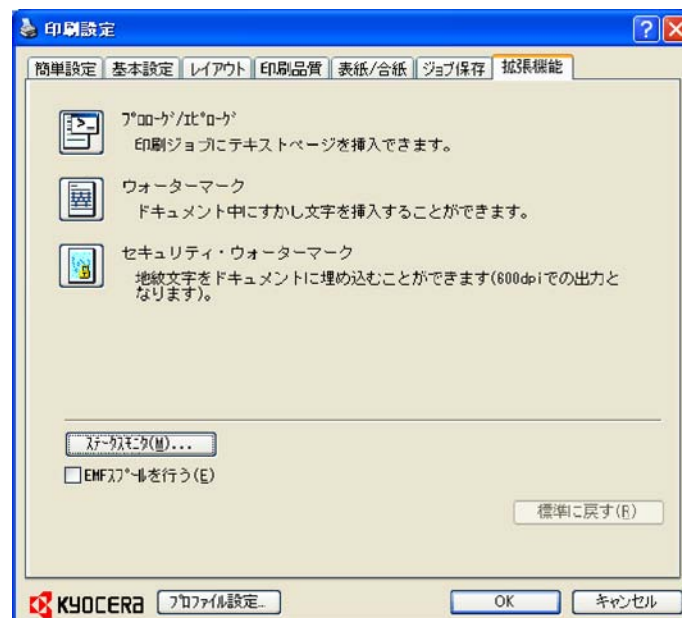 印刷設定
簡単設定 基本設定 レイアウト 印刷品質 表紙/合紙 ジョブ保存 拡張機能
ﾌﾟﾛﾛｰｸﾞ/ｴﾋﾟﾛｰｸﾞ
印刷ジョブにテキストページを挿入できます。
ウォーターマーク
ドキュメント中にすかし文字を挿入することができます。
セキュリティ・ウォーターマーク
地紋文字をドキュメントに埋め込むことができます(600dpiでの出力と
なります)。
ｽﾃｰﾀｽﾓﾆﾀ(M)...
EMFｽﾌﾟｰﾙを行う(E)
標準に戻す(R)
KYOCERA ﾌﾟﾛﾌｧｲﾙ設定... OK キャンセル